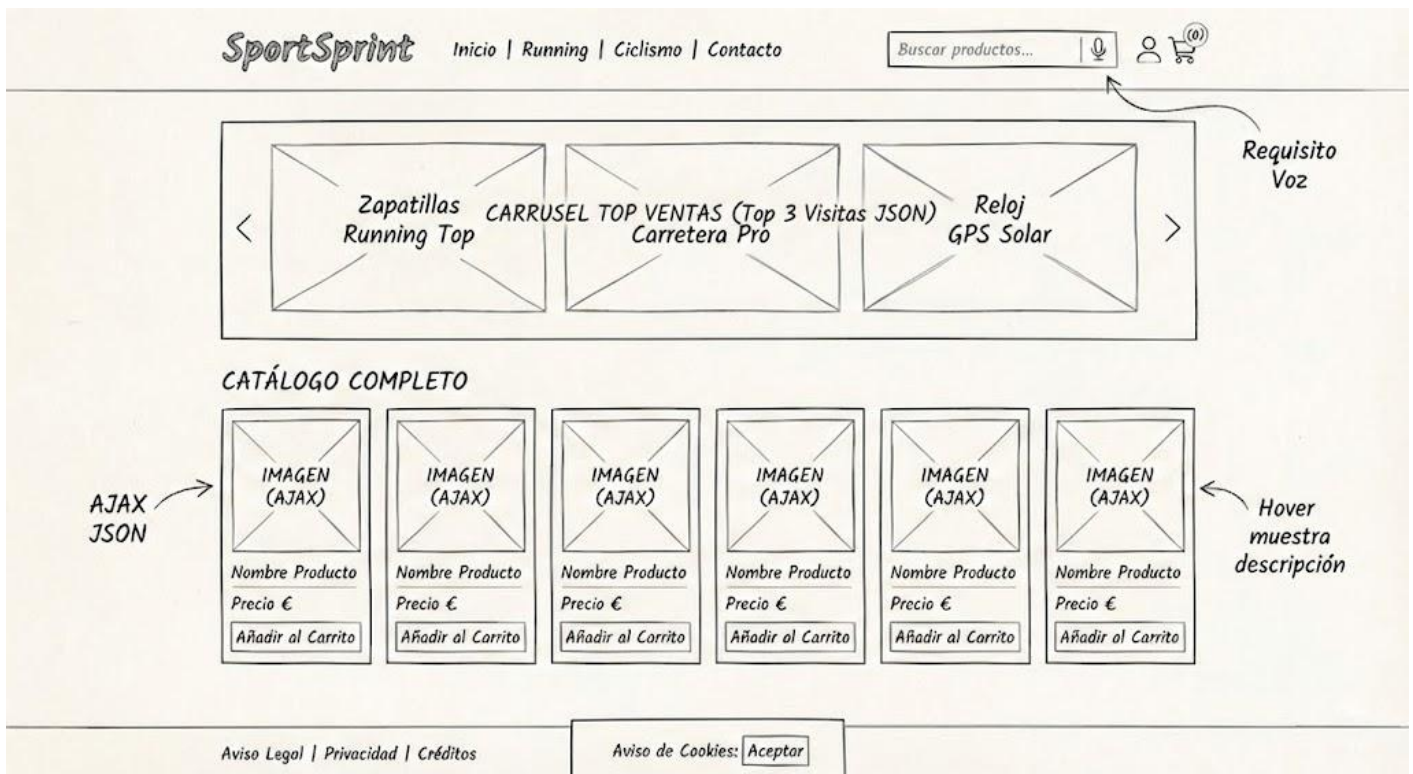 SportSprint
Inicio | Running | Ciclismo | Contacto
Buscar productos...
(0)
Requisito
Voz
CARRUSEL TOP VENTAS (Top 3 Visitas JSON)
Zapatillas
Running Top
Carretera Pro
Reloj
GPS Solar
CATÁLOGO COMPLETO
AJAX
JSON
IMAGEN
(AJAX)
Nombre Producto
Precio €
Añadir al Carrito
IMAGEN
(AJAX)
Nombre Producto
Precio €
Añadir al Carrito
IMAGEN
(AJAX)
Nombre Producto
Precio €
Añadir al Carrito
IMAGEN
(AJAX)
Nombre Producto
Precio €
Añadir al Carrito
IMAGEN
(AJAX)
Nombre Producto
Precio €
Añadir al Carrito
IMAGEN
(AJAX)
Nombre Producto
Precio €
Añadir al Carrito
Hover
muestra
descripción
Aviso Legal | Privacidad | Créditos
Aviso de Cookies: Aceptar